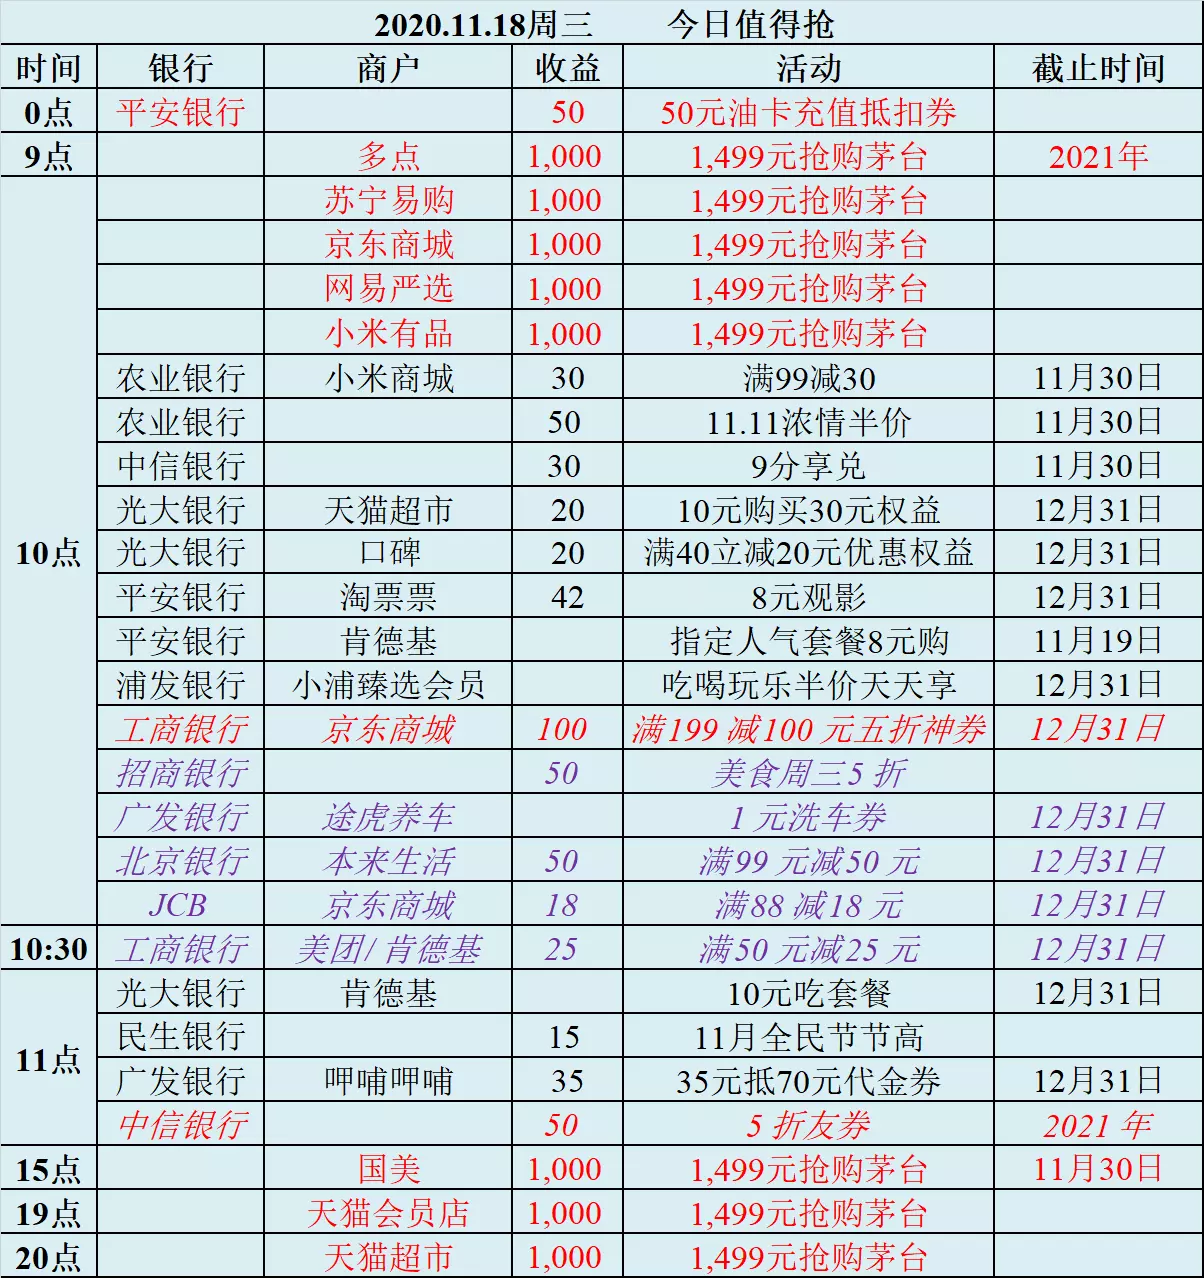 2020.11.18周三 今日值得抢
时间 银行 商户 收益 活动 截止时间
0点 平安银行 50 50元油卡充值抵扣券
9点 多点 1,000 1,499元抢购茅台 2021年
苏宁易购 1,000 1,499元抢购茅台
京东商城 1,000 1,499元抢购茅台
网易严选 1,000 1,499元抢购茅台
小米有品 1,000 1,499元抢购茅台
农业银行 小米商城 30 满99减30 11月30日
农业银行 50 11.11浓情半价 11月30日
中信银行 30 9分享兑 11月30日
光大银行 天猫超市 20 10元购买30元权益 12月31日
10点 光大银行 口碑 20 满40立减20元优惠权益 12月31日
平安银行 淘票票 42 8元观影 12月31日
平安银行 肯德基 指定人气套餐8元购 11月19日
浦发银行 小浦臻选会员 吃喝玩乐半价天天享 12月31日
工商银行 京东商城 100 满199减100元五折神券 12月31日
招商银行 50 美食周三5折
广发银行 途虎养车 1元洗车券 12月31日
北京银行 本来生活 50 满99元减50元 12月31日
JCB 京东商城 18 满88减18元 12月31日
10:30 工商银行 美团/肯德基 25 满50元减25元 12月31日
光大银行 肯德基 10元吃套餐 12月31日
民生银行 15 11月全民节节高
11点 广发银行 呷哺呷哺 35 35元抵70元代金券 12月31日
中信银行 50 5折友券 2021年
15点 国美 1,000 1,499元抢购茅台 11月30日
19点 天猫会员店 1,000 1,499元抢购茅台
20点 天猫超市 1,000 1,499元抢购茅台